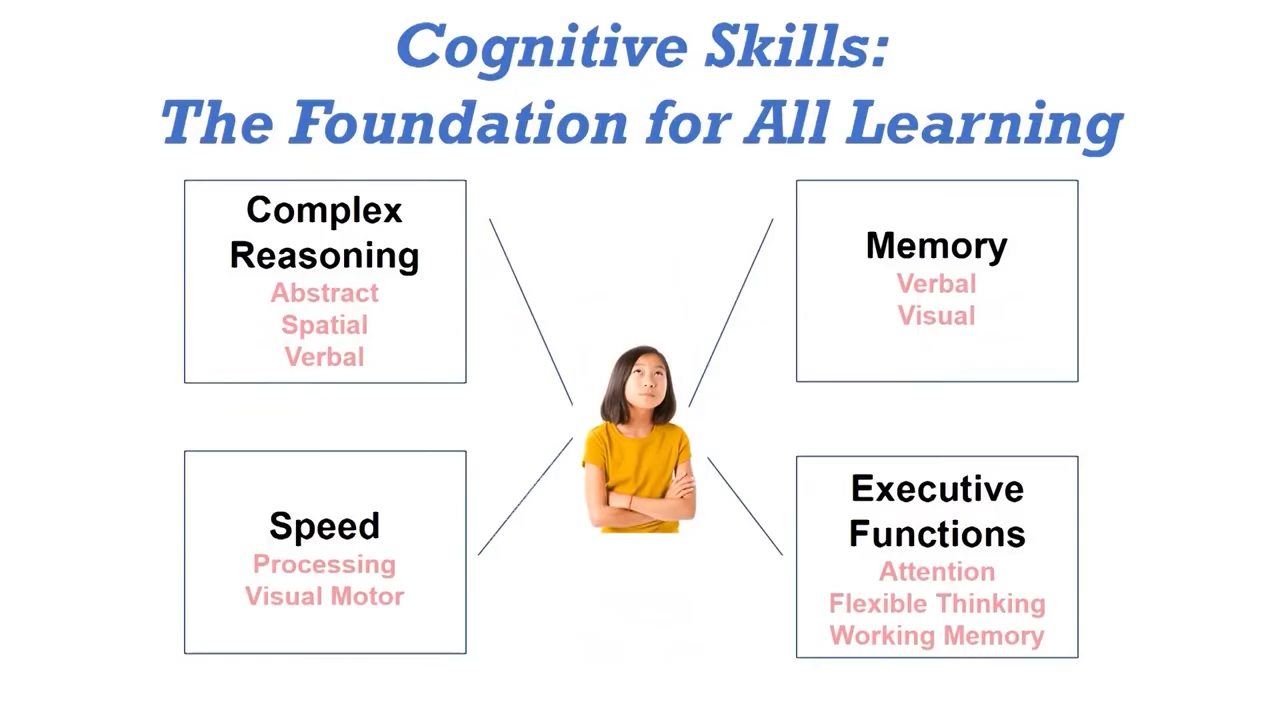 Cognitive Skills:
The Foundation for All Learning
Complex
Reasoning
Abstract
Spatial
Verbal
Memory
Verbal
Visual
Speed
Processing
Visual Motor
Executive
Functions
Attention
Flexible Thinking
Working Memory